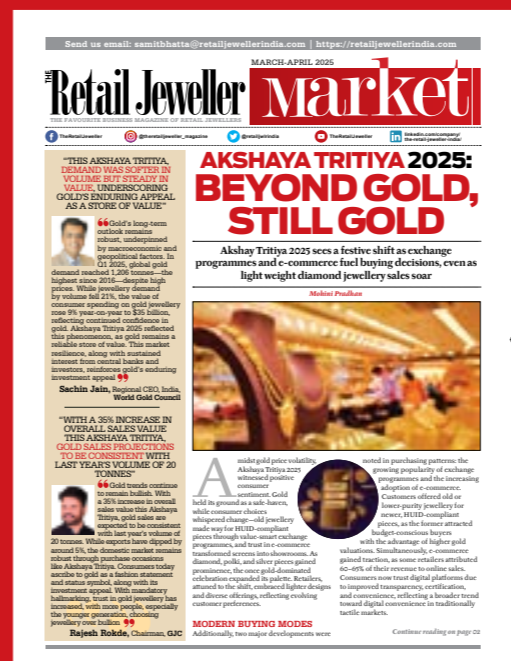 Send us email: samitbhatta@retailjewellerindia.com | https://retailjewellerindia.com
MARCH-APRIL 2025
THE Retail Jeweller Market
THE FAVOURITE BUSINESS MAGAZINE OF RETAIL JEWELLERS
TheRetailJeweller
@theretailjeweller_magazine
@retailjwlrindia
TheRetailJeweller
linkedin.com/company/
the-retail-jeweller-india/
"THIS AKSHAYA TRITIYA,
DEMAND WAS SOFTER IN
VOLUME BUT STEADY IN
VALUE, UNDERSCORING
GOLD'S ENDURING APPEAL
AS A STORE OF VALUE"
Gold's long-term
outlook remains
robust, underpinned
by macroeconomic and
geopolitical factors. In
Q1 2025, global gold
demand reached 1,206 tonnes—the
highest since 2016—despite high
prices. While jewellery demand
by volume fell 21%, the value of
consumer spending on gold jewellery
rose 9% year-on-year to $35 billion,
reflecting continued confidence in
gold. Akshaya Tritiya 2025 reflected
this phenomenon, as gold remains a
reliable store of value. This market
resilience, along with sustained
interest from central banks and
investors, reinforces gold's enduring
investment appeal
Sachin Jain, Regional CEO, India,
World Gold Council
"WITH A 35% INCREASE IN
OVERALL SALES VALUE
THIS AKSHAYA TRITIYA,
GOLD SALES PROJECTIONS
TO BE CONSISTENT WITH
LAST YEAR'S VOLUME OF 20
TONNES"
Gold trends continue
to remain bullish. With
a 35% increase in overall
sales value this Akshaya
Tritiya, gold sales are
expected to be consistent
with last year's volume of
20 tonnes. While exports have dipped by
around 5%, the domestic market remains
robust through purchase occasions
like Akshaya Tritiya. Consumers today
ascribe to gold as a fashion statement
and status symbol, along with its
investment appeal. With mandatory
hallmarking, trust in gold jewellery has
increased, with more people, especially
the younger generation, choosing
jewellery over bullion
Rajesh Rokde, Chairman, GJC
AKSHAYA TRITIYA 2025:
BEYOND GOLD,
STILL GOLD
Akshay Tritiya 2025 sees a festive shift as exchange
programmes and e-commerce fuel buying decisions, even as
light weight diamond jewellery sales soar
Mohini Pradhan
Amidst gold price volatility,
Akshaya Tritiya 2025
witnessed positive
consumer
sentiment. Gold
held its ground as a safe-haven,
while consumer choices
whispered change—old jewellery
made way for HUID-compliant
pieces through value-smart exchange
programmes, and trust in e-commerce
transformed screens into showrooms. As
diamond, polki, and silver pieces gained
prominence, the once gold-dominated
celebration expanded its palette. Retailers,
attuned to the shift, embraced lighter designs
and diverse offerings, reflecting evolving
customer preferences.
MODERN BUYING MODES
Additionally, two major developments were
noted in purchasing patterns: the
growing popularity of exchange
programmes and the increasing
adoption of e-commerce.
Customers offered old or
lower-purity jewellery for
newer, HUID-compliant
pieces, as the former attracted
budget-conscious buyers
with the advantage of higher gold
valuations. Simultaneously, e-commerce
gained traction, as some retailers attributed
60–65% of their revenue to online sales.
Consumers now trust digital platforms due
to improved transparency, certification,
and convenience, reflecting a broader trend
toward digital convenience in traditionally
tactile markets.
Continue reading on page 02